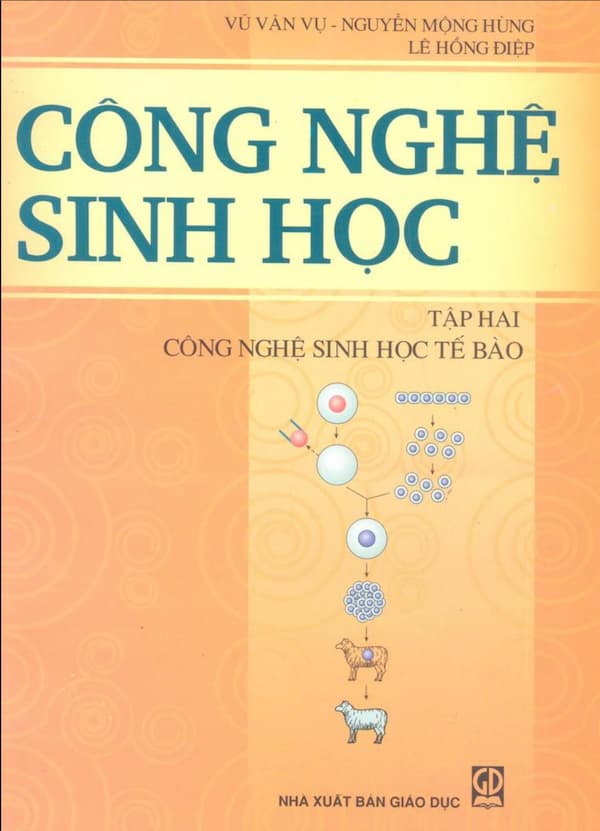 VŨ VĂN VỤ - NGUYỄN MỘNG HÙNG
LÊ HỒNG ĐIỆP
CÔNG NGHỆ
SINH HỌC
TẬP HAI
CÔNG NGHỆ SINH HỌC TẾ BÀO
GD
NHÀ XUẤT BẢN GIÁO DỤC